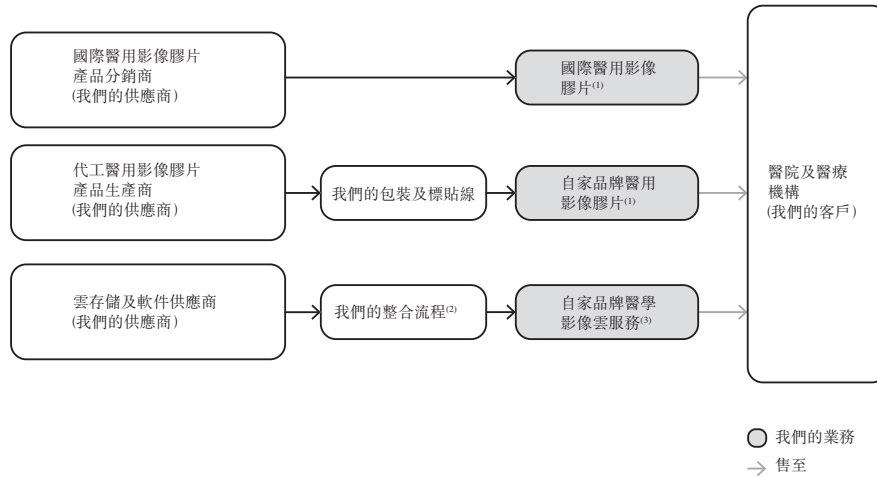 國際醫用影像膠片
產品分銷商
(我們的供應商)
國際醫用影像
膠片(1)
代工醫用影像膠片
產品生產商
(我們的供應商)
我們的包裝及標貼線
自家品牌醫用
影像膠片(1)
雲存儲及軟件供應商
(我們的供應商)
我們的整合流程(2)
自家品牌醫學
影像雲服務(3)
醫院及醫療
機構
(我們的客戶)
我們的業務
售至